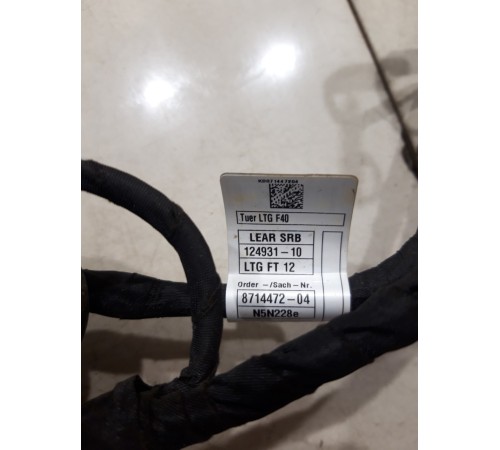 Tuer LTG F40
LEAR SRB
124931-10
LTG FT 12
Order -/Sach-Nr.
8714472-04
N5N228e